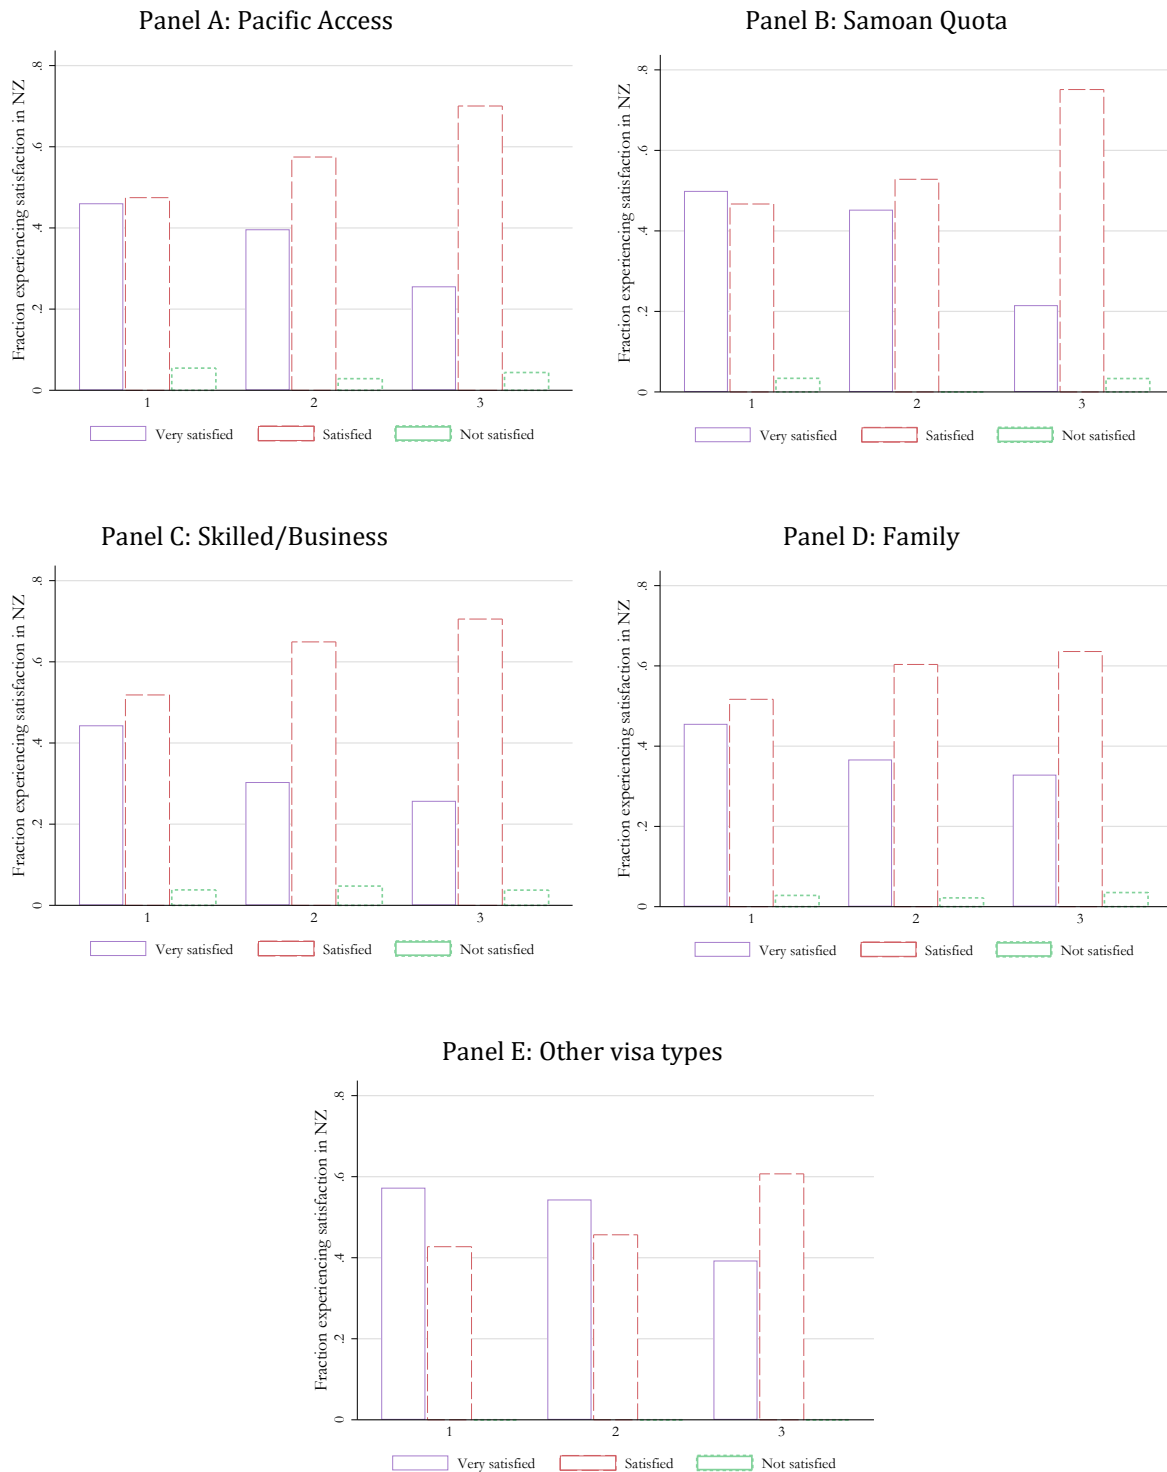 Panel A: Pacific Access
Fraction experiencing satisfaction in NZ
.8
.6
.4
.2
0
1 2 3
Very satisfied Satisfied Not satisfied
Panel B: Samoan Quota
Fraction experiencing satisfaction in NZ
.8
.6
.4
.2
0
1 2 3
Very satisfied Satisfied Not satisfied
Panel C: Skilled/Business
Fraction experiencing satisfaction in NZ
.8
.6
.4
.2
0
1 2 3
Very satisfied Satisfied Not satisfied
Panel D: Family
Fraction experiencing satisfaction in NZ
.8
.6
.4
.2
0
1 2 3
Very satisfied Satisfied Not satisfied
Panel E: Other visa types
Fraction experiencing satisfaction in NZ
.8
.6
.4
.2
0
1 2 3
Very satisfied Satisfied Not satisfied